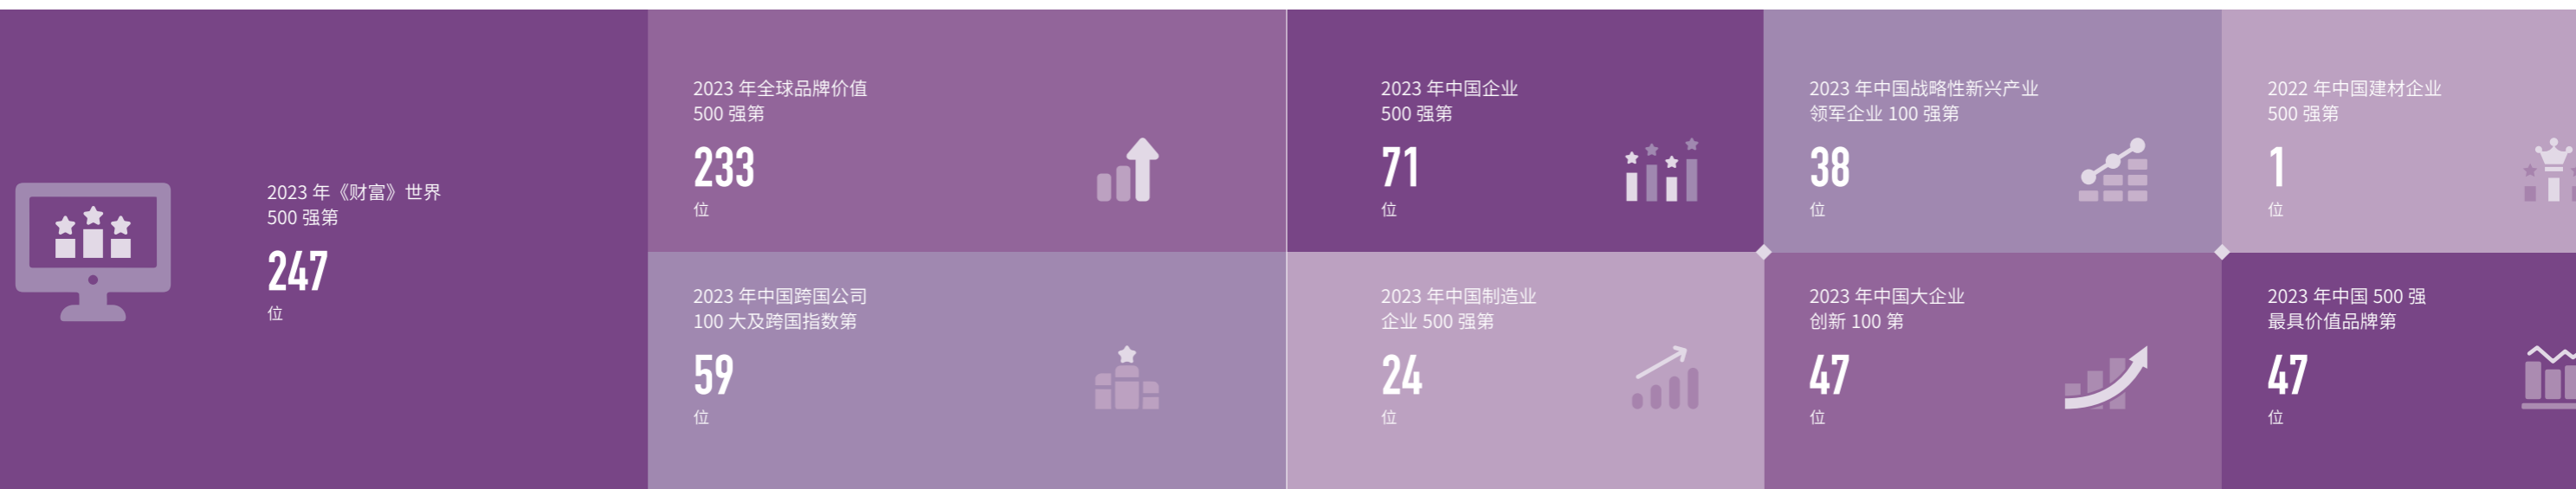 2023 年《财富》世界
500 强第
247
位
2023 年全球品牌价值
500 强第
233
位
2023 年中国企业
500 强第
71
位
2023 年中国战略性新兴产业
领军企业 100 强第
38
位
2022 年中国建材企业
500 强第
1
位
2023 年中国跨国公司
100 大及跨国指数第
59
位
2023 年中国制造业
企业 500 强第
24
位
2023 年中国大企业
创新 100 第
47
位
2023 年中国 500 强
最具价值品牌第
47
位